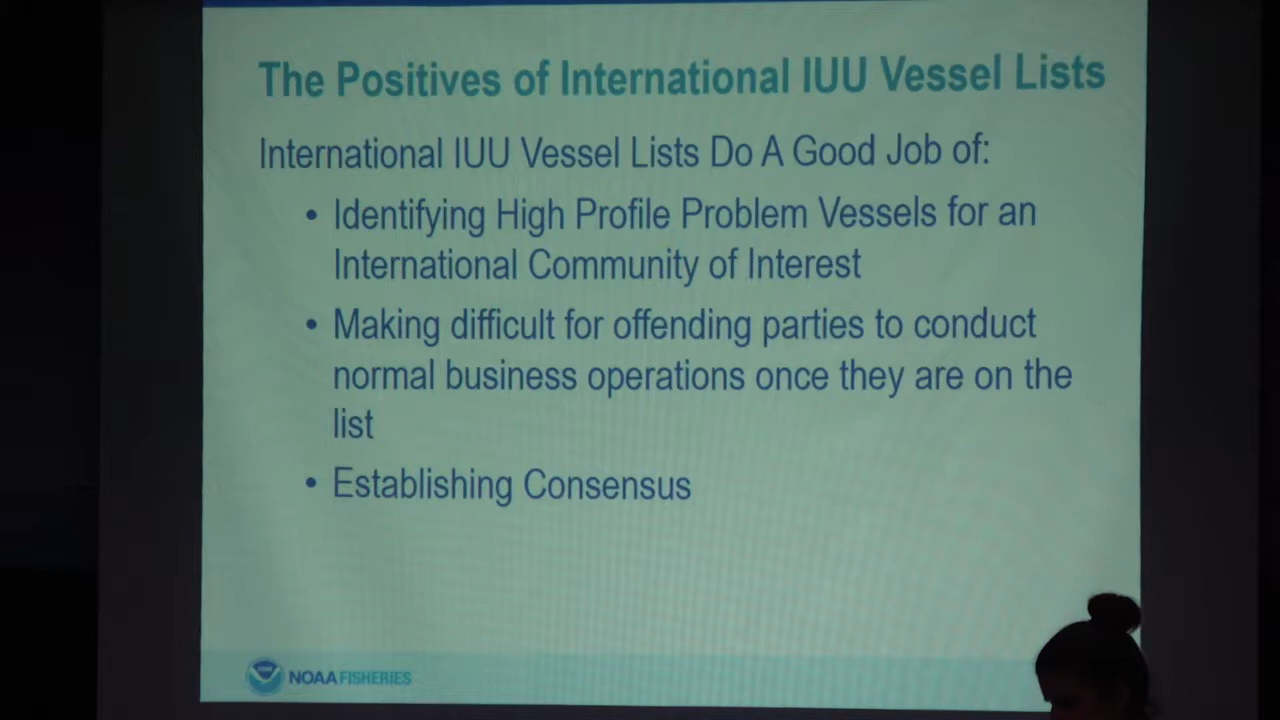 The Positives of International IUU Vessel Lists
International IUU Vessel Lists Do A Good Job of:
• Identifying High Profile Problem Vessels for an
International Community of Interest
• Making difficult for offending parties to conduct
normal business operations once they are on the
list
• Establishing Consensus
NOAA FISHERIES